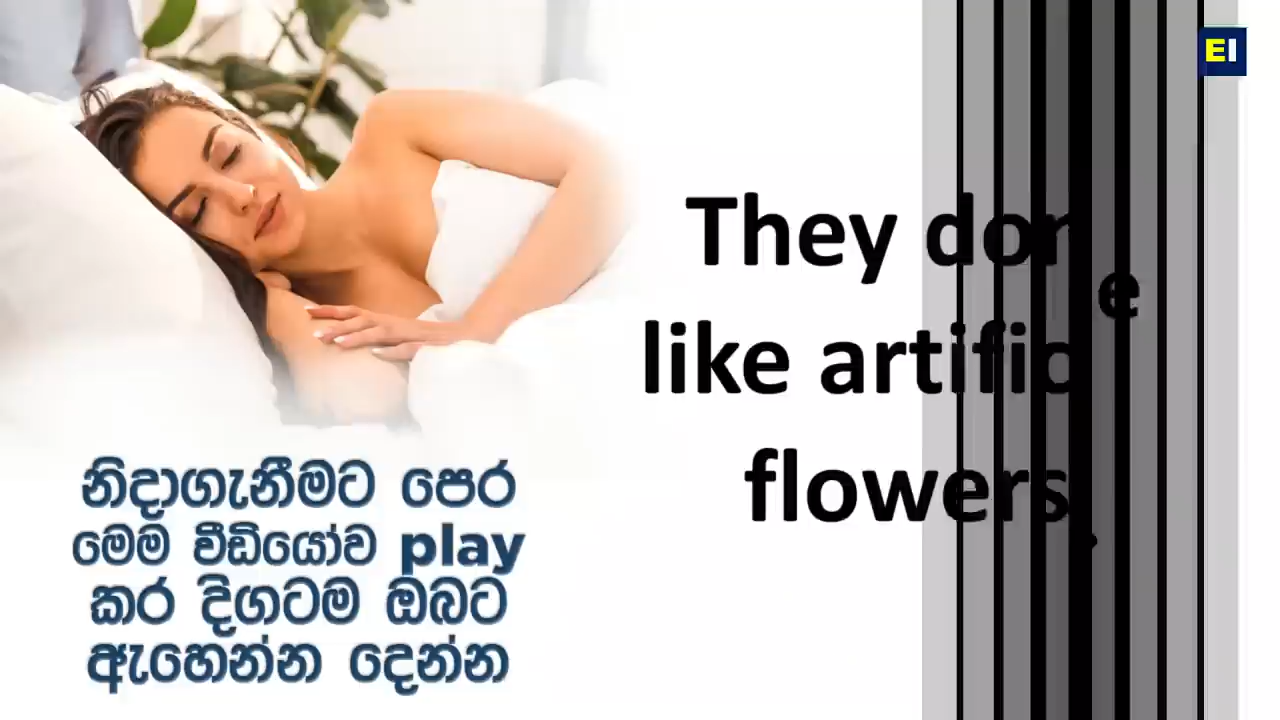 EI
They
like
flowers
නිදාගැනීමට පෙර
මෙම වීඩියෝව play
කර දිගටම ඔබට
ඇහෙන්න දෙන්න